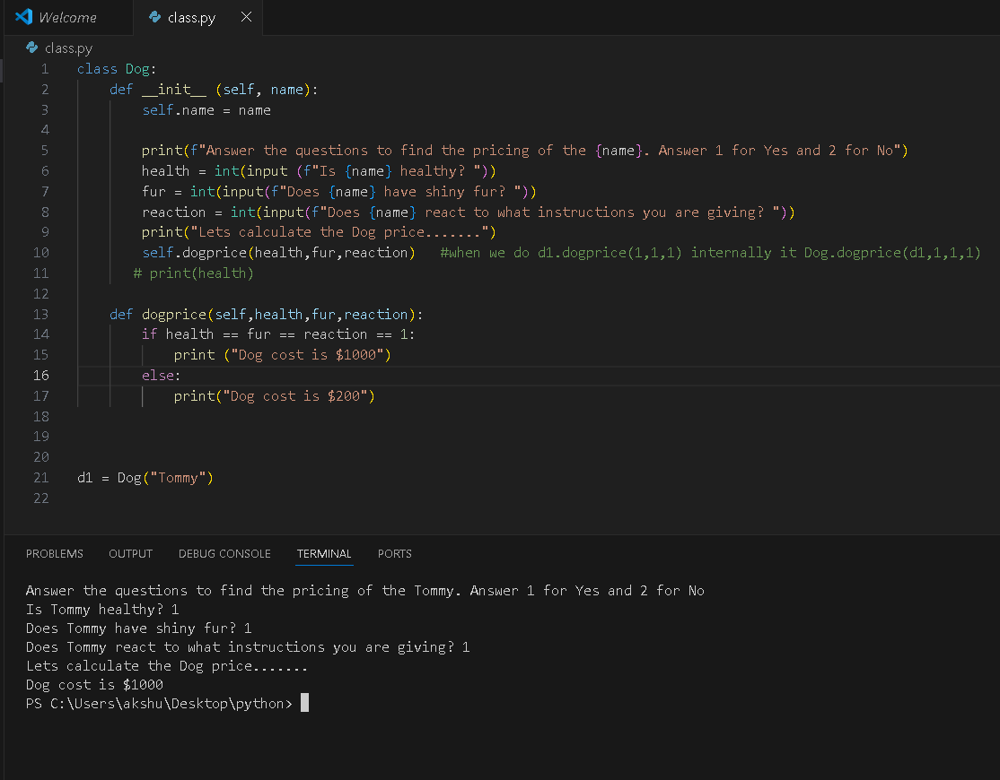 Welcome class.py
class.py
1 class Dog:
2     def __init__ (self, name):
3         self.name = name
4
5         print(f"Answer the questions to find the pricing of the {name}. Answer 1 for Yes and 2 for No")
6         health = int(input (f"Is {name} healthy? "))
7         fur = int(input(f"Does {name} have shiny fur? "))
8         reaction = int(input(f"Does {name} react to what instructions you are giving? "))
9         print("Lets calculate the Dog price.......")
10         self.dogprice(health,fur,reaction)   #when we do d1.dogprice(1,1,1) internally it Dog.dogprice(d1,1,1,1)
11        # print(health)
12
13     def dogprice(self,health,fur,reaction):
14         if health == fur == reaction == 1:
15             print ("Dog cost is $1000")
16         else:
17             print("Dog cost is $200")
18
19
20
21 d1 = Dog("Tommy")
22
PROBLEMS OUTPUT DEBUG CONSOLE TERMINAL PORTS
Answer the questions to find the pricing of the Tommy. Answer 1 for Yes and 2 for No
Is Tommy healthy? 1
Does Tommy have shiny fur? 1
Does Tommy react to what instructions you are giving? 1
Lets calculate the Dog price.......
Dog cost is $1000
PS C:\Users\akshu\Desktop\python>